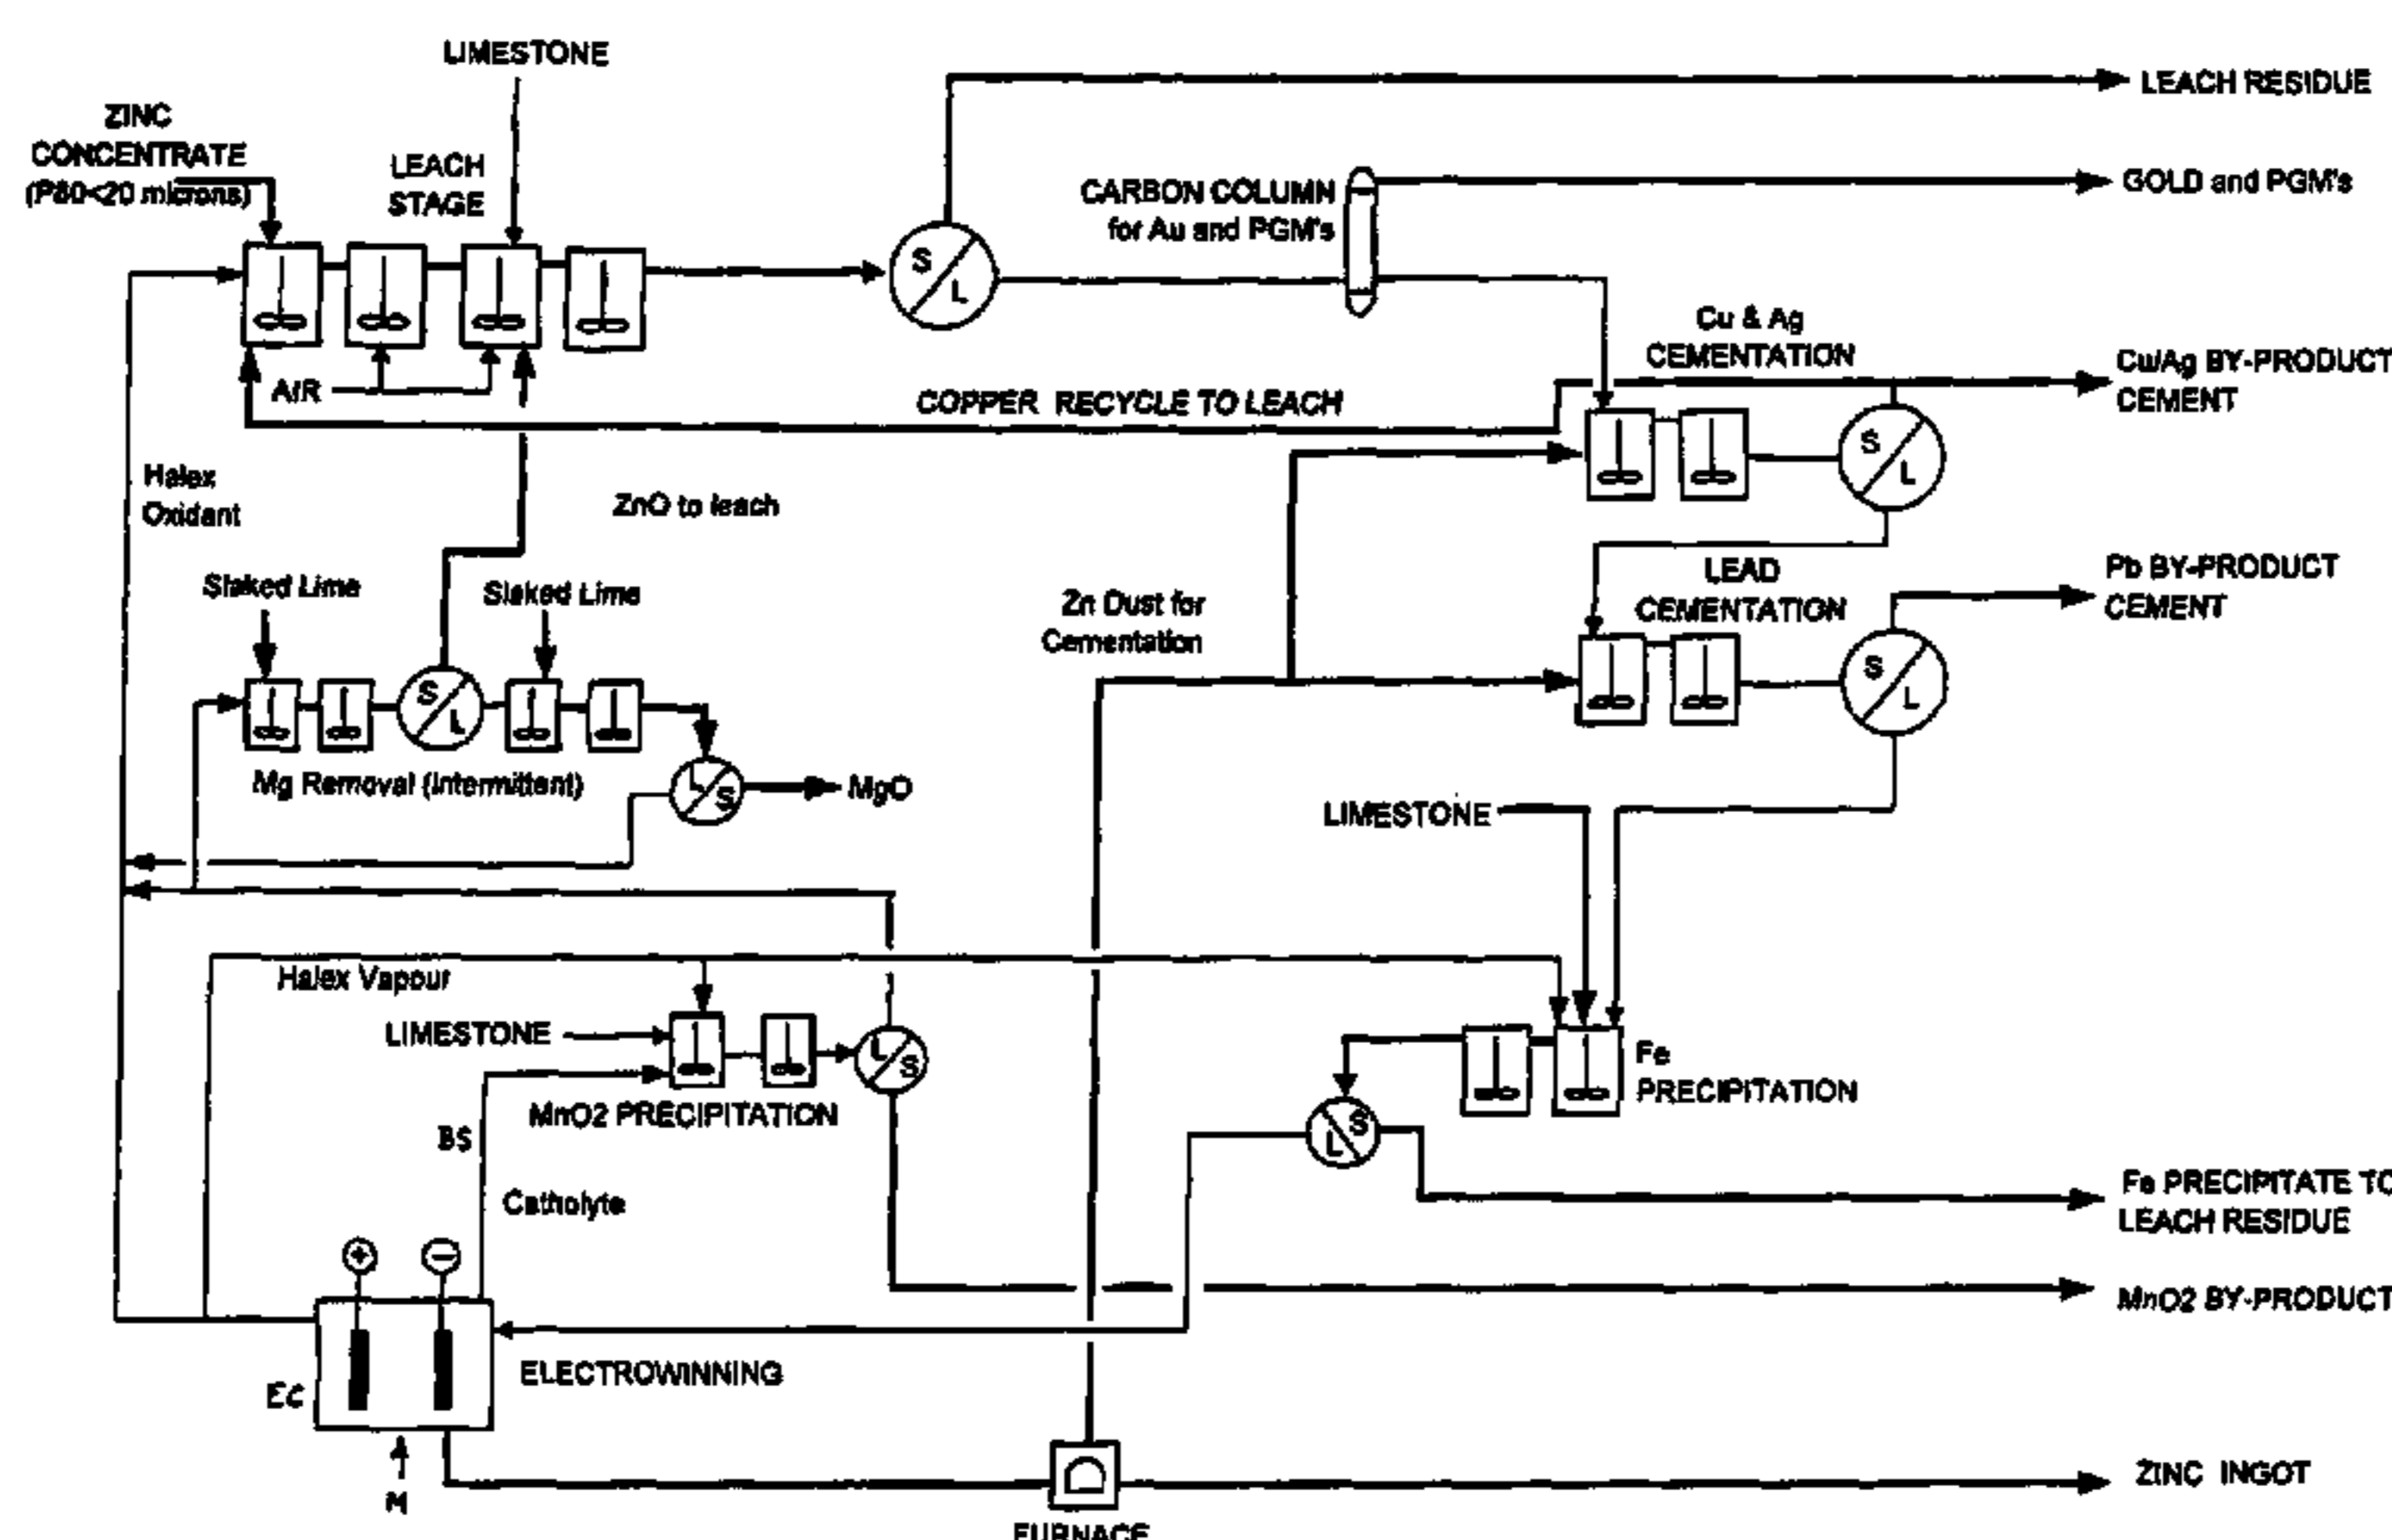 LIMESTONE
LEACH RESIDUE
ZINC
CONCENTRATE
(P80<20 microns)
LEACH
STAGE
GOLD and PGM's
CARBON COLUMN
for Au and PGM's
S
L
Cu & Ag
CEMENTATION
Cu/Ag BY-PRODUCT
CEMENT
AIR
COPPER RECYCLE TO LEACH
S
L
Halex
Oxidant
ZnO to leach
Slaked Lime
Slaked Lime
Zn Dust for
Cementation
LEAD
CEMENTATION
Pb BY-PRODUCT
CEMENT
S
L
S
L
Mg Removal (Intermittent)
L
S
MgO
LIMESTONE
Halex Vapour
LIMESTONE
L
S
MnO2 PRECIPITATION
Fe
PRECIPITATION
S
L
BS
Catholyte
Fe PRECIPITATE TO
LEACH RESIDUE
+
−
MnO2 BY-PRODUCT
ELECTROWINNING
EC
M
ZINC INGOT
FURNACE